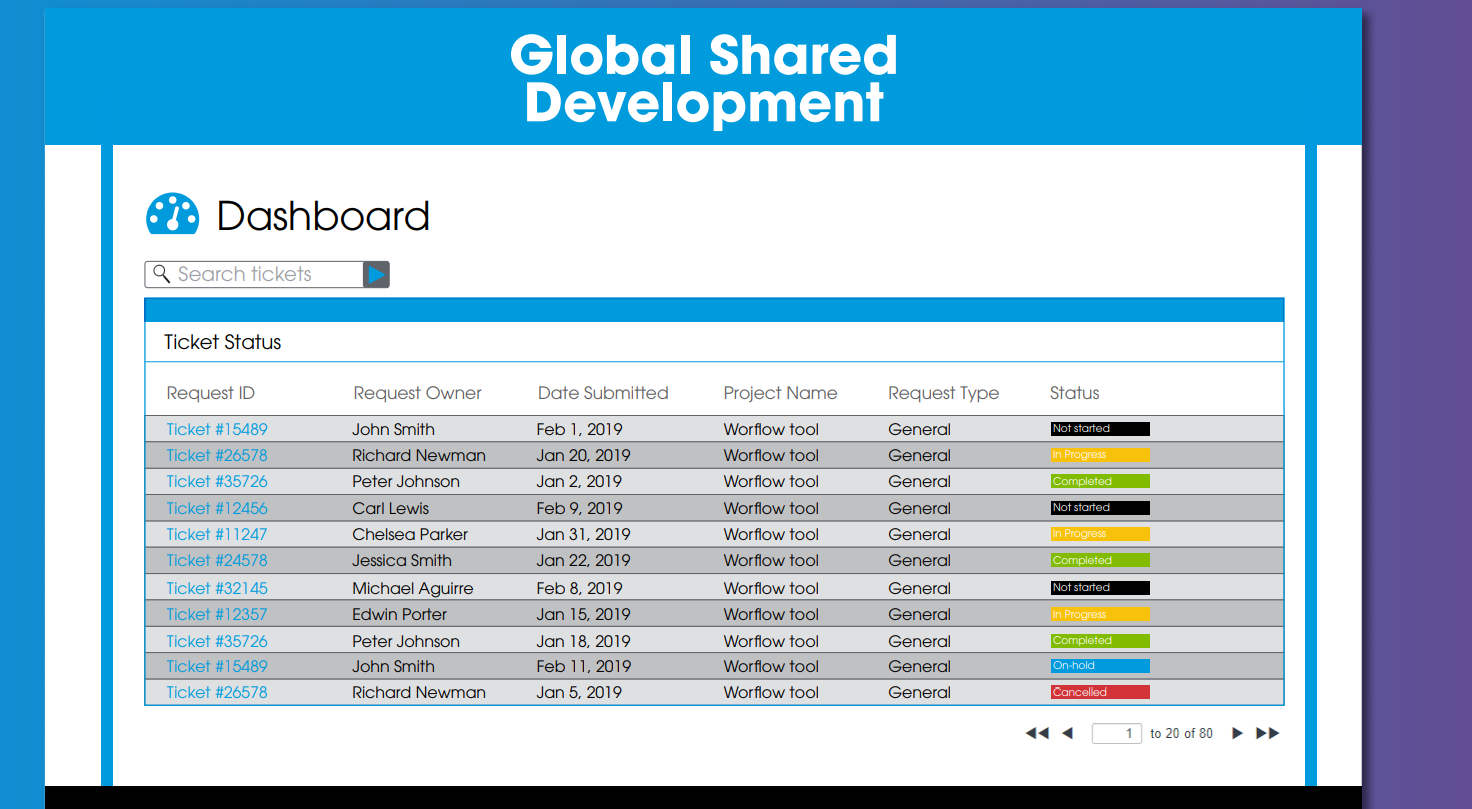 Global Shared
Development
Dashboard
Search tickets
Ticket Status
Request ID Request Owner Date Submitted Project Name Request Type Status
Ticket #15489 John Smith Feb 1, 2019 Worflow tool General Not started
Ticket #26578 Richard Newman Jan 20, 2019 Worflow tool General In Progress
Ticket #35726 Peter Johnson Jan 2, 2019 Worflow tool General Completed
Ticket #12456 Carl Lewis Feb 9, 2019 Worflow tool General Not started
Ticket #11247 Chelsea Parker Jan 31, 2019 Worflow tool General In Progress
Ticket #24578 Jessica Smith Jan 22, 2019 Worflow tool General Completed
Ticket #32145 Michael Aguirre Feb 8, 2019 Worflow tool General Not started
Ticket #12357 Edwin Porter Jan 15, 2019 Worflow tool General In Progress
Ticket #35726 Peter Johnson Jan 18, 2019 Worflow tool General Completed
Ticket #15489 John Smith Feb 11, 2019 Worflow tool General On-hold
Ticket #26578 Richard Newman Jan 5, 2019 Worflow tool General Cancelled
1 to 20 of 80